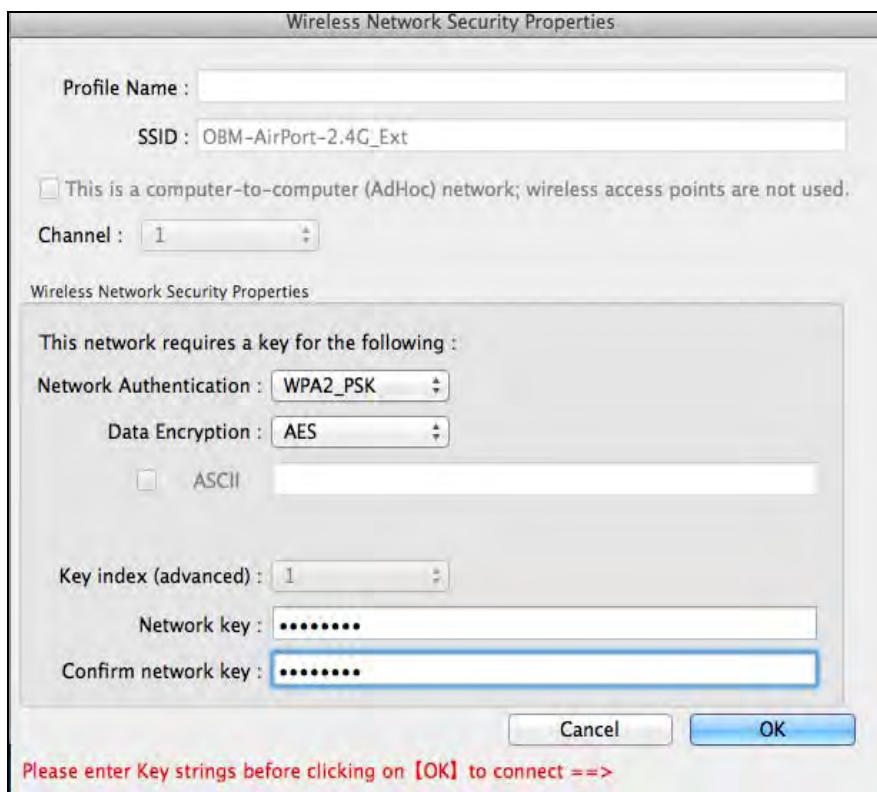 Wireless Network Security Properties
Profile Name :
SSID : OBM-AirPort-2.4G_Ext
This is a computer-to-computer (AdHoc) network; wireless access points are not used.
Channel : 1
Wireless Network Security Properties
This network requires a key for the following :
Network Authentication : WPA2_PSK
Data Encryption : AES
ASCII
Key index (advanced) : 1
Network key : ••••••••
Confirm network key : ••••••••
Cancel OK
Please enter Key strings before clicking on【OK】to connect ==>